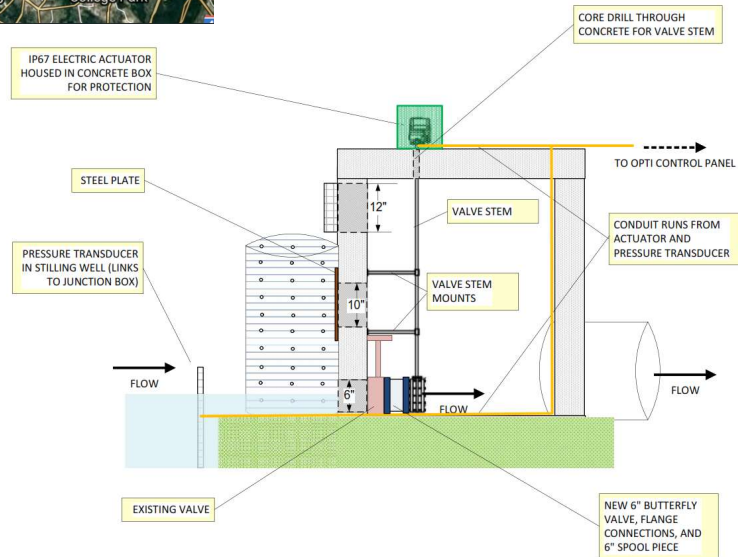 College Park
CORE DRILL THROUGH
CONCRETE FOR VALVE STEM
IP67 ELECTRIC ACTUATOR
HOUSED IN CONCRETE BOX
FOR PROTECTION
TO OPTI CONTROL PANEL
STEEL PLATE
12"
VALVE STEM
CONDUIT RUNS FROM
ACTUATOR AND
PRESSURE TRANSDUCER
PRESSURE TRANSDUCER
IN STILLING WELL (LINKS
TO JUNCTION BOX)
VALVE STEM
MOUNTS
10"
FLOW
FLOW
6"
FLOW
EXISTING VALVE
NEW 6" BUTTERFLY
VALVE, FLANGE
CONNECTIONS, AND
6" SPOOL PIECE